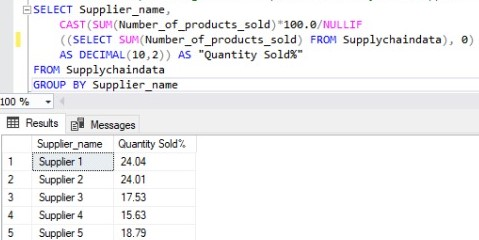 SELECT Supplier_name,
CAST(SUM(Number_of_products_sold)*100.0/NULLIF
((SELECT SUM(Number_of_products_sold) FROM Supplychaindata), 0)
AS DECIMAL(10,2)) AS "Quantity Sold%"
FROM Supplychaindata
GROUP BY Supplier_name
100 %
Results Messages
Supplier_name Quantity Sold%
1 Supplier 1 24.04
2 Supplier 2 24.01
3 Supplier 3 17.53
4 Supplier 4 15.63
5 Supplier 5 18.79